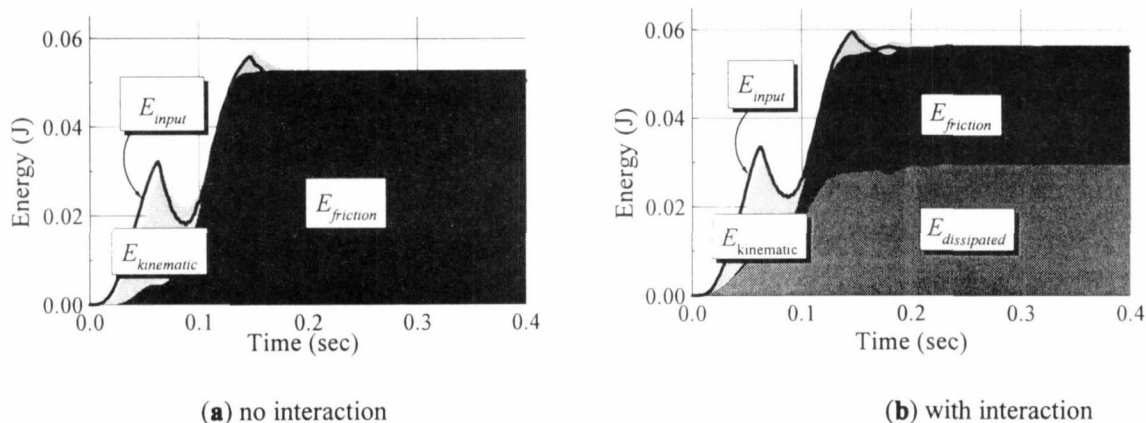 0.06
0.04
0.02
0.00
Energy (J)
E_input
E_kinematic
E_friction
0.0
0.1
0.2
0.3
0.4
Time (sec)
(a) no interaction
0.06
0.04
0.02
0.00
Energy (J)
E_input
E_kinematic
E_friction
E_dissipated
0.0
0.1
0.2
0.3
0.4
Time (sec)
(b) with interaction